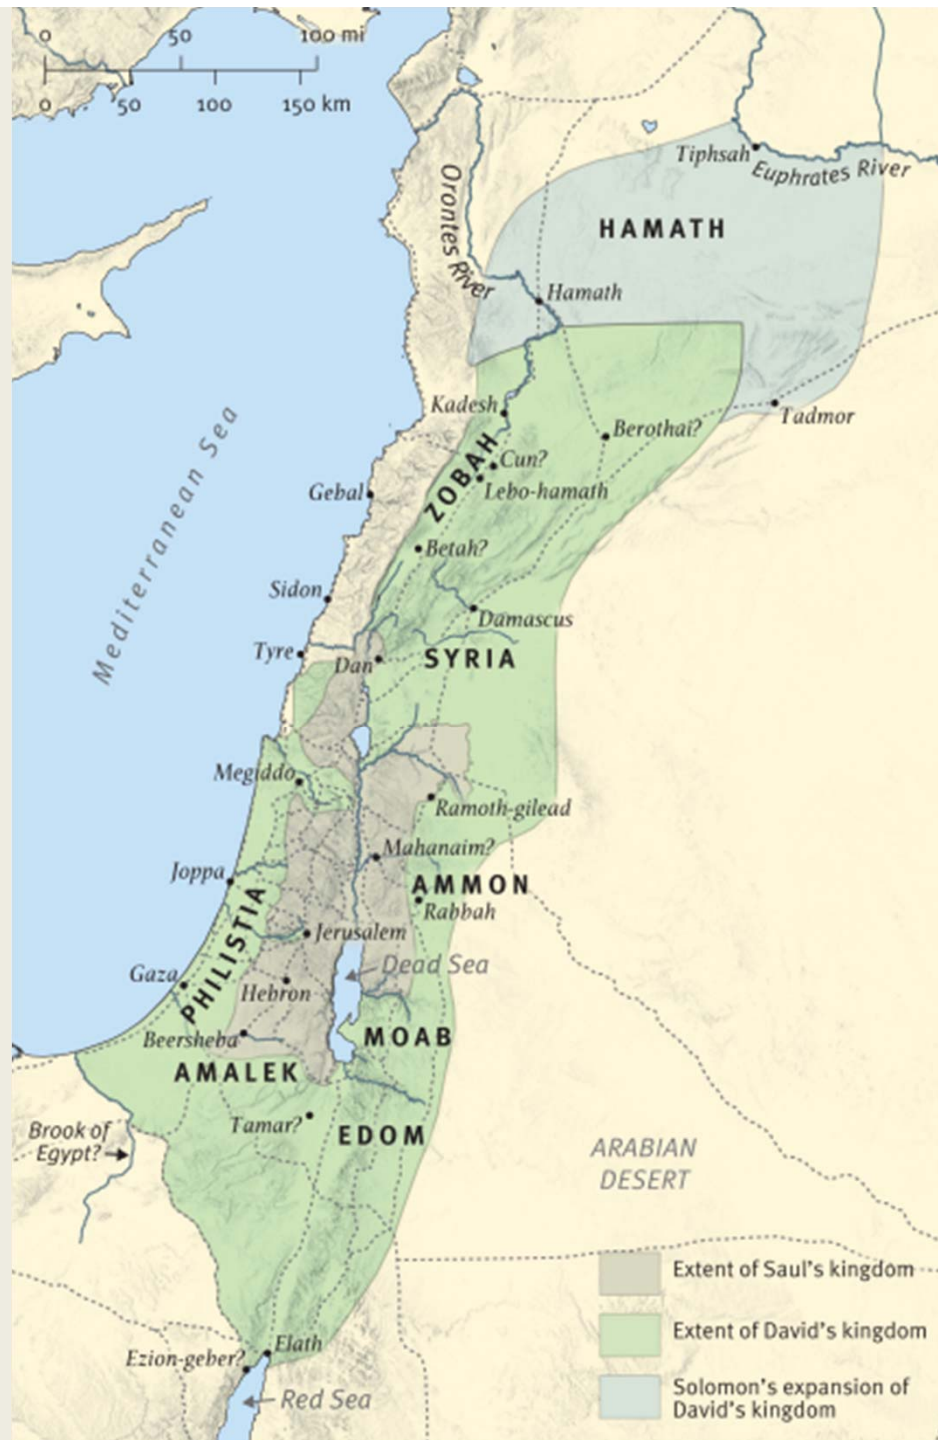 0 50 100 mi
0 50 100 150 km
Tiphsah
Euphrates River
Orontes River
HAMATH
Hamath
Kadesh
Tadmor
Berothai?
ZOBAH
Cun?
Lebo-hamath
Gebal
Mediterranean Sea
Betah?
Sidon
Damascus
Tyre
Dan
SYRIA
Megiddo
Ramoth-gilead
Mahanaim?
Joppa
AMMON
Rabbah
PHILISTIA
Jerusalem
Dead Sea
Gaza
Hebron
Beersheba
MOAB
AMALEK
Tamar?
EDOM
Brook of
Egypt?
ARABIAN
DESERT
Extent of Saul's kingdom
Extent of David's kingdom
Elath
Ezion-geber?
Red Sea
Solomon's expansion of
David's kingdom